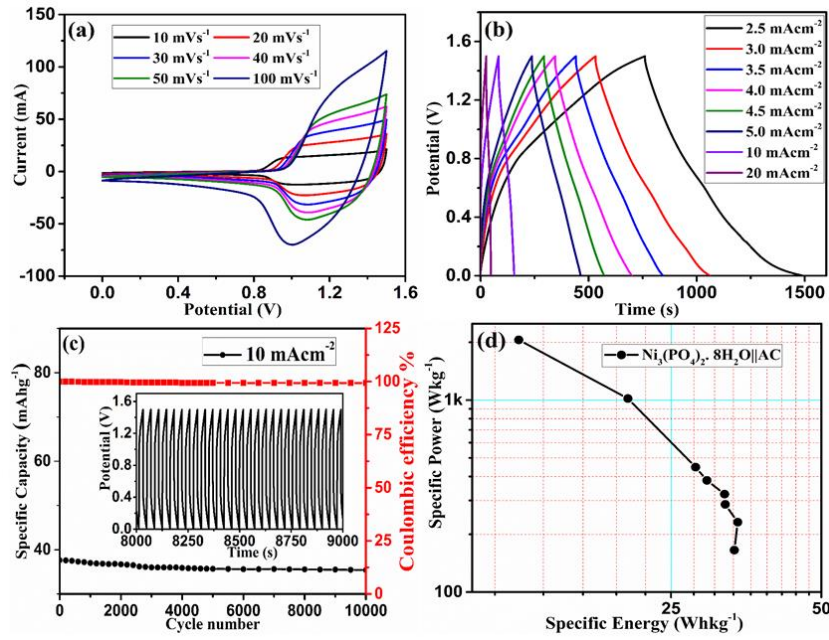 (a)
10 mVs⁻¹ 20 mVs⁻¹
30 mVs⁻¹ 40 mVs⁻¹
50 mVs⁻¹ 100 mVs⁻¹
150
100
50
0
-50
-100
Current (mA)
0.0 0.4 0.8 1.2 1.6
Potential (V)
(b)
2.5 mAcm⁻²
3.0 mAcm⁻²
3.5 mAcm⁻²
4.0 mAcm⁻²
4.5 mAcm⁻²
5.0 mAcm⁻²
10 mAcm⁻²
20 mAcm⁻²
1.6
1.2
0.8
0.4
0.0
Potential (V)
0 500 1000 1500
Time (s)
(c)
10 mAcm⁻²
80
60
40
Specific Capacity (mAhg⁻¹)
125
100
75
50
25
0
Coulombic efficiency %
1.6
1.2
0.8
0.4
0.0
Potential (V)
8000 8250 8500 8750 9000
Time (s)
0 2000 4000 6000 8000 10000
Cycle number
(d)
Ni₃(PO₄)₂. 8H₂O||AC
1k
100
Specific Power (Wkg⁻¹)
25 50
Specific Energy (Whkg⁻¹)